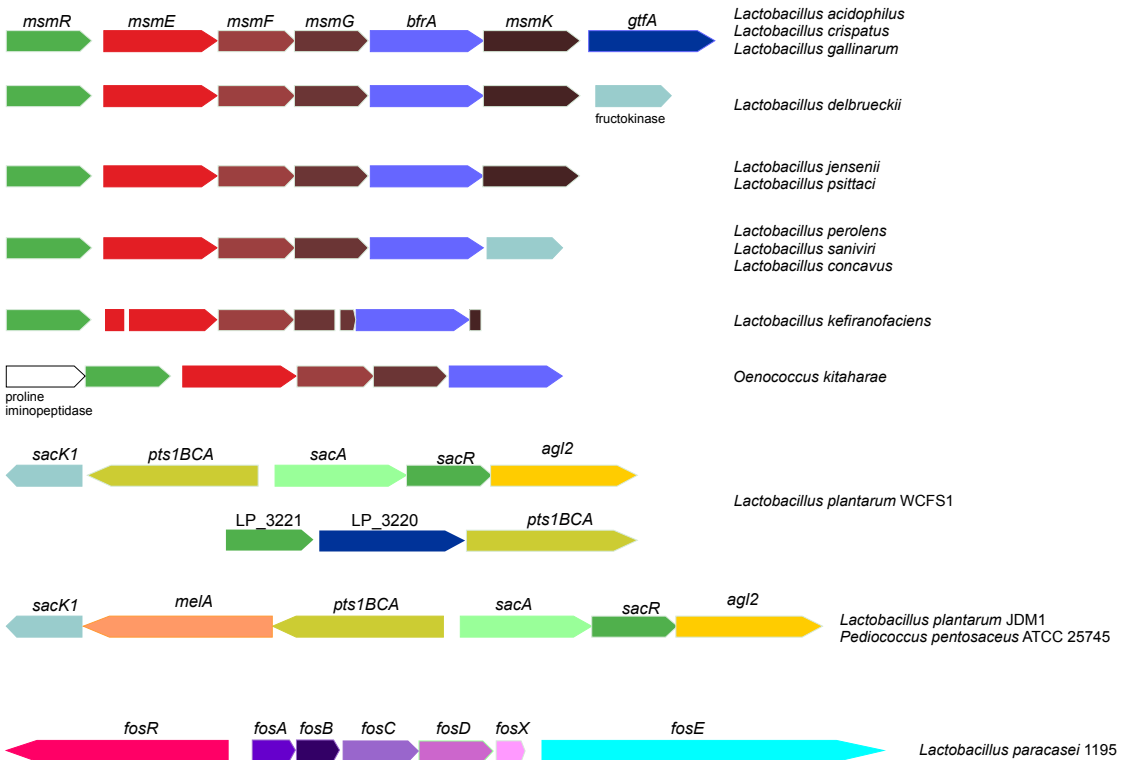 msmR msmE msmF msmG bfrA msmK gtfA
Lactobacillus acidophilus
Lactobacillus crispatus
Lactobacillus gallinarum
Lactobacillus delbrueckii
fructokinase
Lactobacillus jensenii
Lactobacillus psittaci
Lactobacillus perolens
Lactobacillus saniviri
Lactobacillus concavus
Lactobacillus kefiranofaciens
Oenococcus kitaharae
proline
iminopeptidase
sacK1 pts1BCA sacA sacR agl2
Lactobacillus plantarum WCFS1
LP_3221 LP_3220 pts1BCA
sacK1 melA pts1BCA sacA sacR agl2
Lactobacillus plantarum JDM1
Pediococcus pentosaceus ATCC 25745
fosR fosA fosB fosC fosD fosX fosE
Lactobacillus paracasei 1195